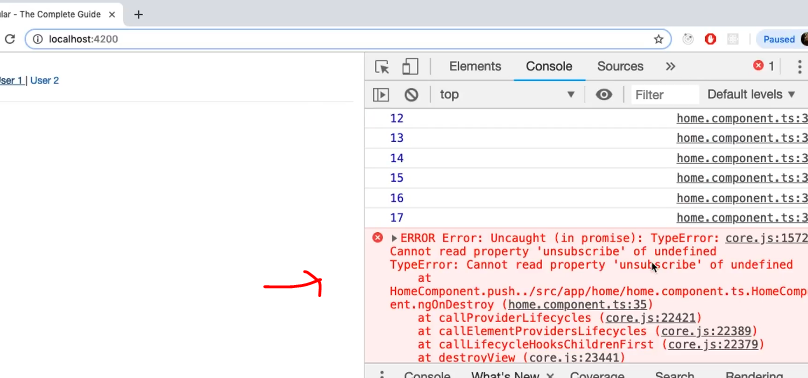 ular - The Complete Guide
localhost:4200
Paused
User 1 | User 2
Elements Console Sources » 1
top Filter Default levels
12 home.component.ts:3
13 home.component.ts:3
14 home.component.ts:3
15 home.component.ts:3
16 home.component.ts:3
17 home.component.ts:3
ERROR Error: Uncaught (in promise): TypeError: core.js:1572
Cannot read property 'unsubscribe' of undefined
TypeError: Cannot read property 'unsubscribe' of undefined
at
HomeComponent.push../src/app/home/home.component.ts.HomeComp
ent.ngOnDestroy (home.component.ts:35)
at callProviderLifecycles (core.js:22421)
at callElementProvidersLifecycles (core.js:22389)
at callLifecycleHooksChildrenFirst (core.js:22379)
at destroyView (core.js:23441)
Console What's New × Coverage Search Rendering